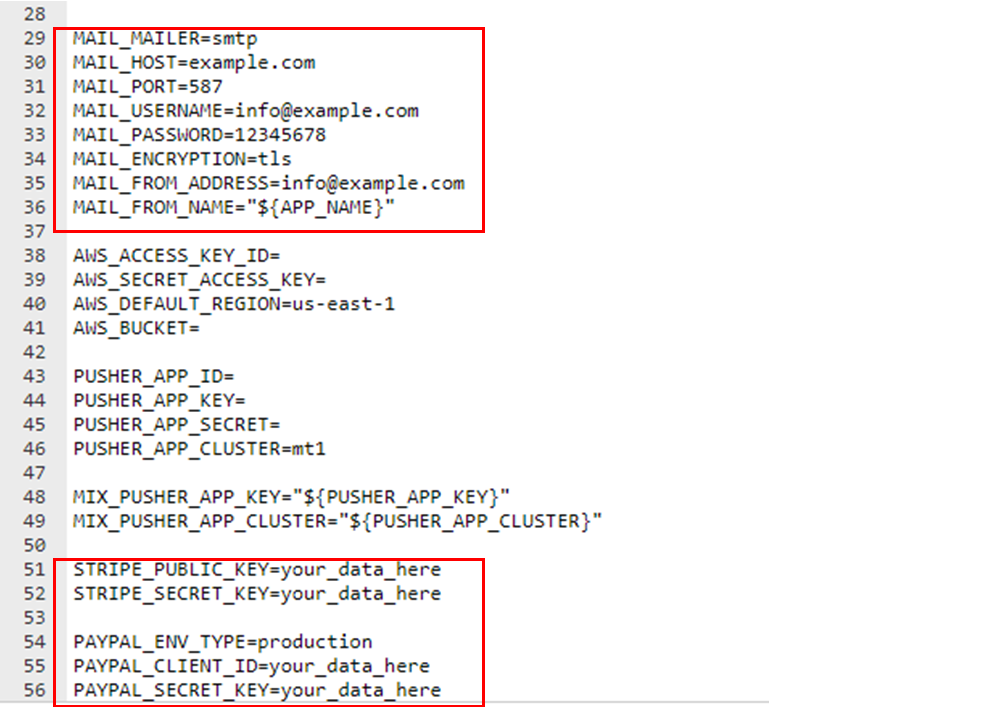 28
29 MAIL_MAILER=smtp
30 MAIL_HOST=example.com
31 MAIL_PORT=587
32 MAIL_USERNAME=info@example.com
33 MAIL_PASSWORD=12345678
34 MAIL_ENCRYPTION=tls
35 MAIL_FROM_ADDRESS=info@example.com
36 MAIL_FROM_NAME="${APP_NAME}"
37
38 AWS_ACCESS_KEY_ID=
39 AWS_SECRET_ACCESS_KEY=
40 AWS_DEFAULT_REGION=us-east-1
41 AWS_BUCKET=
42
43 PUSHER_APP_ID=
44 PUSHER_APP_KEY=
45 PUSHER_APP_SECRET=
46 PUSHER_APP_CLUSTER=mt1
47
48 MIX_PUSHER_APP_KEY="${PUSHER_APP_KEY}"
49 MIX_PUSHER_APP_CLUSTER="${PUSHER_APP_CLUSTER}"
50
51 STRIPE_PUBLIC_KEY=your_data_here
52 STRIPE_SECRET_KEY=your_data_here
53
54 PAYPAL_ENV_TYPE=production
55 PAYPAL_CLIENT_ID=your_data_here
56 PAYPAL_SECRET_KEY=your_data_here